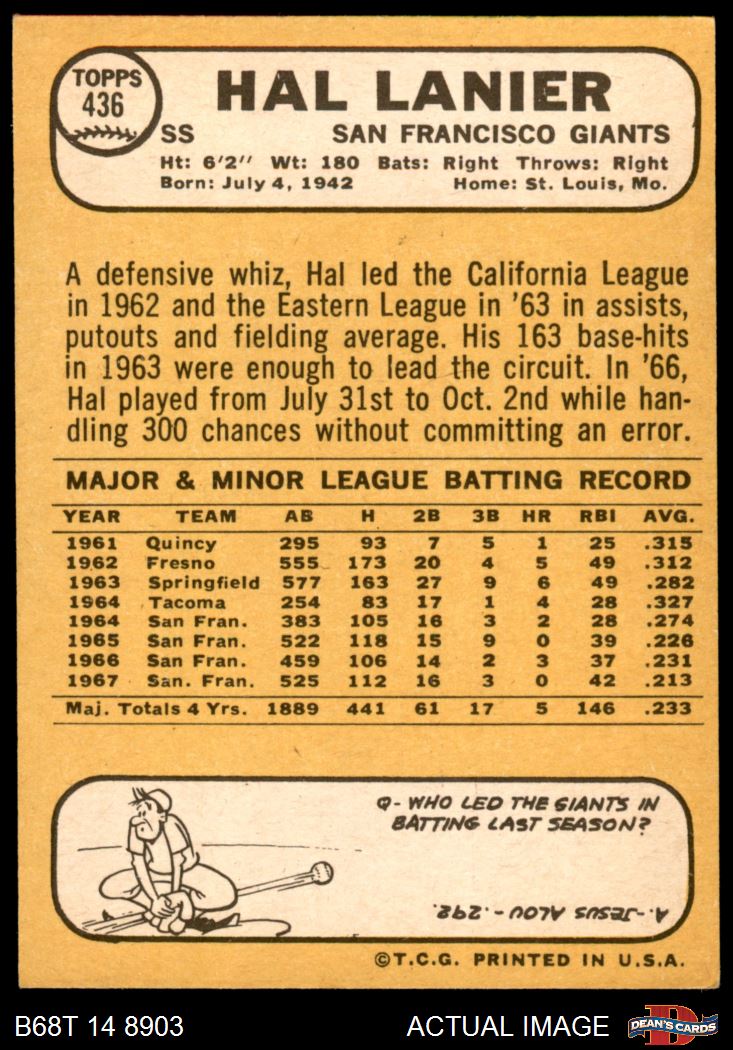 TOPPS
436
HAL LANIER
SS SAN FRANCISCO GIANTS
Ht: 6'2" Wt: 180 Bats: Right Throws: Right
Born: July 4, 1942 Home: St. Louis, Mo.
A defensive whiz, Hal led the California League
in 1962 and the Eastern League in '63 in assists,
putouts and fielding average. His 163 base-hits
in 1963 were enough to lead the circuit. In '66,
Hal played from July 31st to Oct. 2nd while han-
dling 300 chances without committing an error.
MAJOR & MINOR LEAGUE BATTING RECORD
YEAR TEAM AB H 2B 3B HR RBI AVG.
1961 Quincy 295 93 7 5 1 25 .315
1962 Fresno 555 173 20 4 5 49 .312
1963 Springfield 577 163 27 9 6 49 .282
1964 Tacoma 254 83 17 1 4 28 .327
1964 San Fran. 383 105 16 3 2 28 .274
1965 San Fran. 522 118 15 9 0 39 .226
1966 San Fran. 459 106 14 2 3 37 .231
1967 San. Fran. 525 112 16 3 0 42 .213
Maj. Totals 4 Yrs. 1889 441 61 17 5 146 .233
Q- WHO LED THE GIANTS IN
BATTING LAST SEASON?
A.-JESUS ALOU - .292.
©T.C.G. PRINTED IN U.S.A.
B68T 14 8903 ACTUAL IMAGE D DEAN'S CARDS